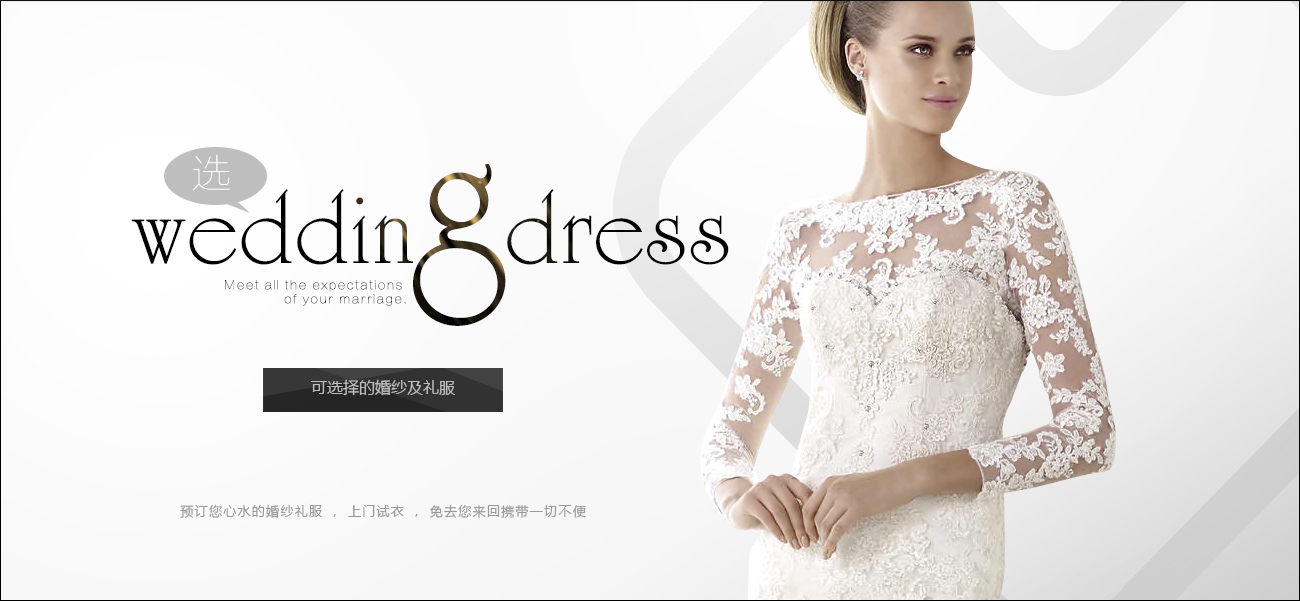 选
wedding dress
Meet all the expectations
of your marriage.
可选择的婚纱及礼服
预订您心水的婚纱礼服 ， 上门试衣 ， 免去您来回携带一切不便